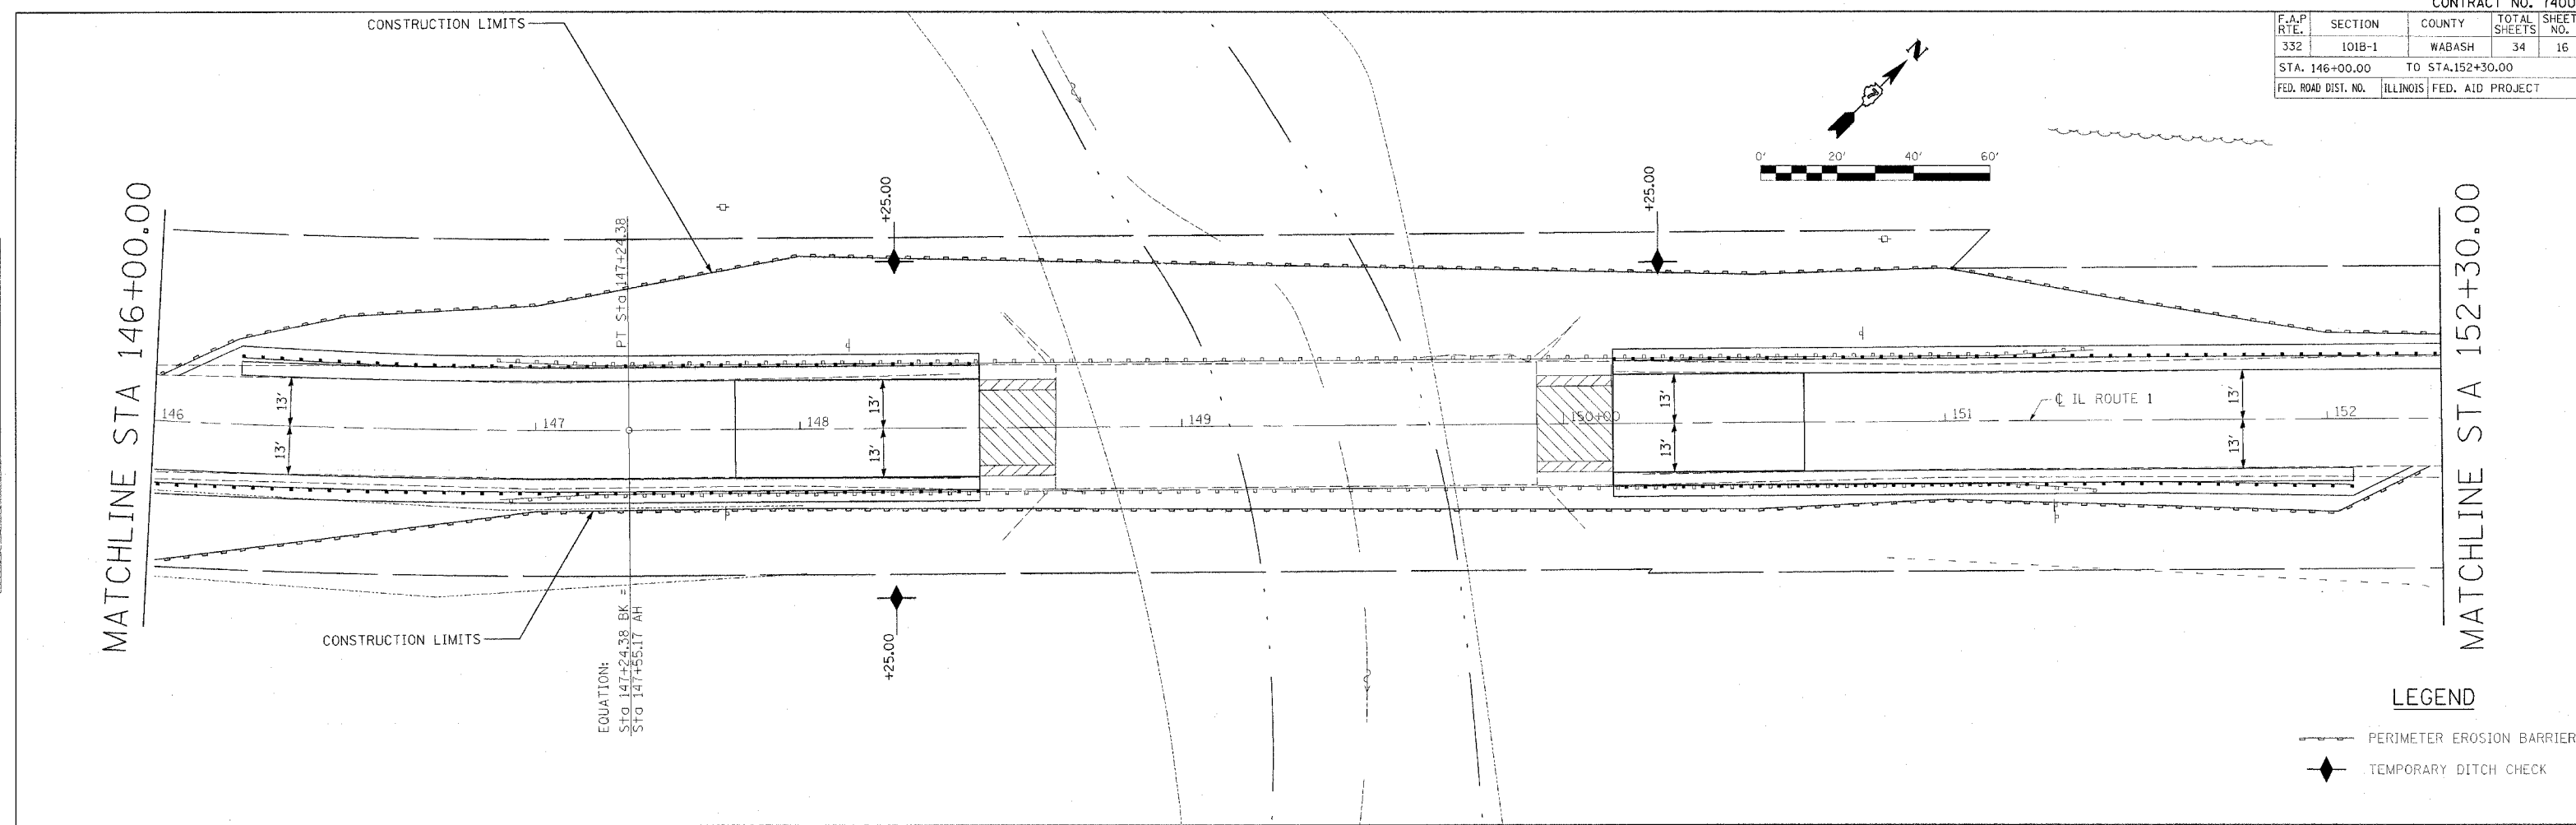 CONTRACT NO. 7400
F.A.P RTE. SECTION COUNTY TOTAL SHEETS SHEET NO.
332 101B-1 WABASH 34 16
STA. 146+00.00 TO STA.152+30.00
FED. ROAD DIST. NO. ILLINOIS FED. AID PROJECT
CONSTRUCTION LIMITS
N
0' 20' 40' 60'
+25.00
+25.00
MATCHLINE STA 146+00.00
PT Sta 147+24.38
MATCHLINE STA 152+30.00
13' 13' 13' 13'
146 147 148 149 150+00 151 ℄ IL ROUTE 1 152
13' 13' 13' 13'
CONSTRUCTION LIMITS
EQUATION:
Sta 147+24.38 BK =
Sta 147+55.17 AH
+25.00
LEGEND
PERIMETER EROSION BARRIER
TEMPORARY DITCH CHECK